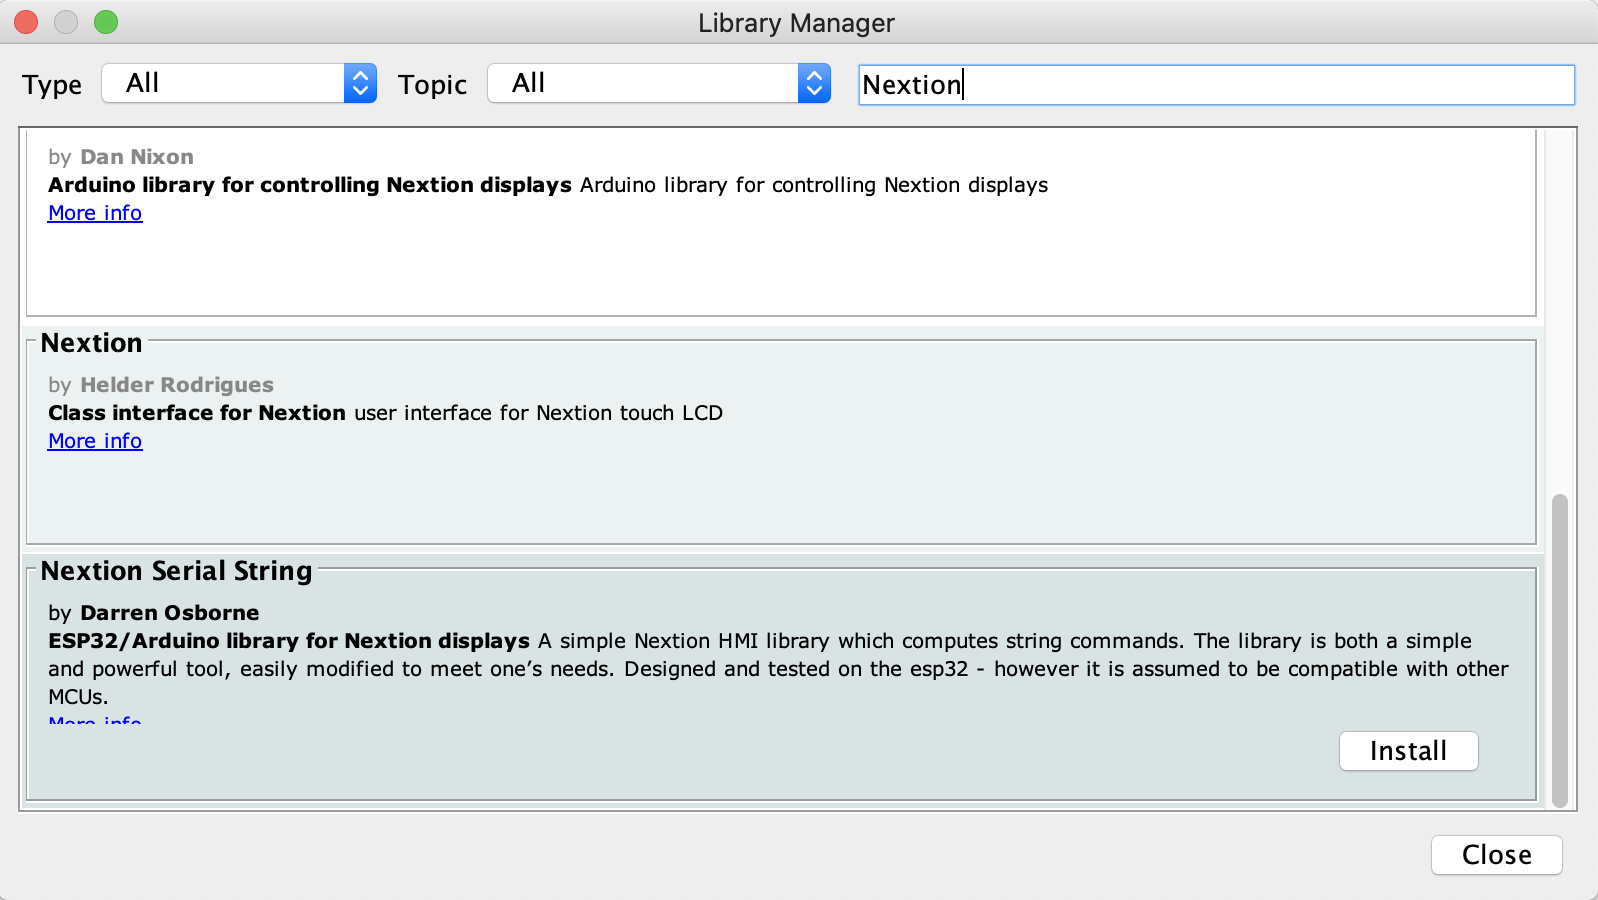 Library Manager
Type All Topic All Nextion
by Dan Nixon
Arduino library for controlling Nextion displays Arduino library for controlling Nextion displays
More info
Nextion
by Helder Rodrigues
Class interface for Nextion user interface for Nextion touch LCD
More info
Nextion Serial String
by Darren Osborne
ESP32/Arduino library for Nextion displays A simple Nextion HMI library which computes string commands. The library is both a simple
and powerful tool, easily modified to meet one’s needs. Designed and tested on the esp32 - however it is assumed to be compatible with other
MCUs.
More info
Install
Close